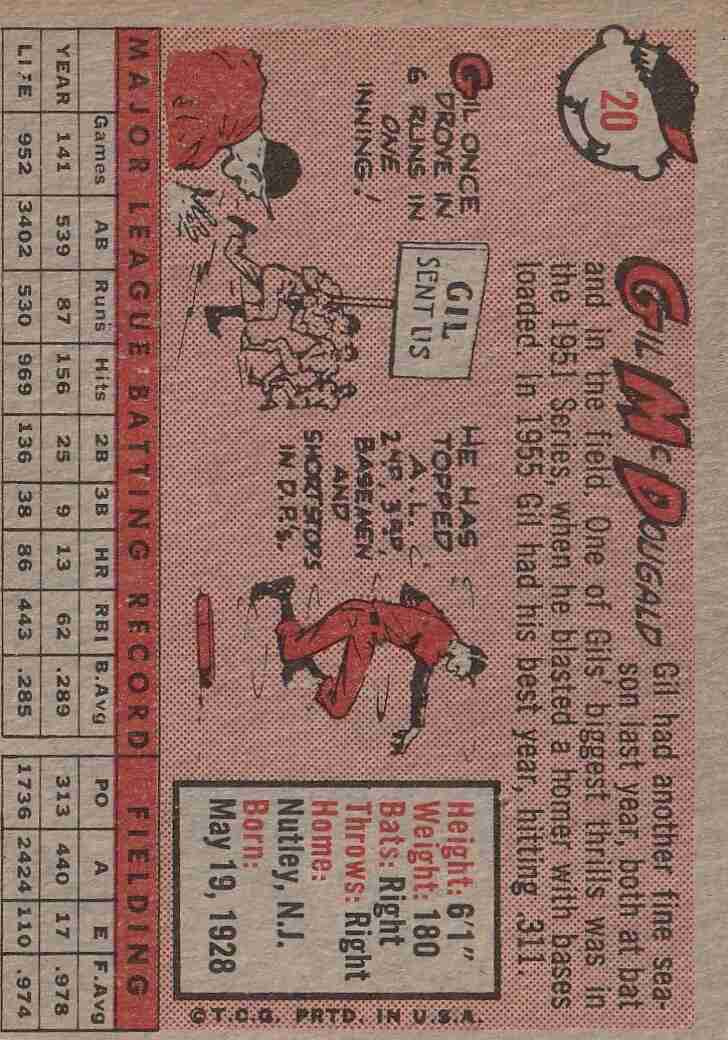 20
GIL McDOUGALD
Gil had another fine sea-
son last year, both at bat
and in the field. One of Gils' biggest thrills was in
the 1951 Series, when he blasted a homer with bases
loaded. In 1955 Gil had his best year, hitting .311.
GIL ONCE
DROVE IN
6 RUNS IN
ONE
INNING!
GIL
SENT US
HE HAS
TOPPED
A.L.
2ND, 3RD,
BASEMEN
AND
SHORTSTOPS
IN D.P.'s.
Height: 6'1"
Weight: 180
Bats: Right
Throws: Right
Home:
Nutley, N.J.
Born:
May 19, 1928
©T.C.G. PRTD. IN U.S.A.
MAJOR LEAGUE BATTING RECORD FIELDING
Games AB Runs Hits 2B 3B HR RBI B.Avg PO A E F.Avg
YEAR 141 539 87 156 25 9 13 62 .289 313 440 17 .978
LIFE 952 3402 530 969 136 38 86 443 .285 1736 2424 110 .974